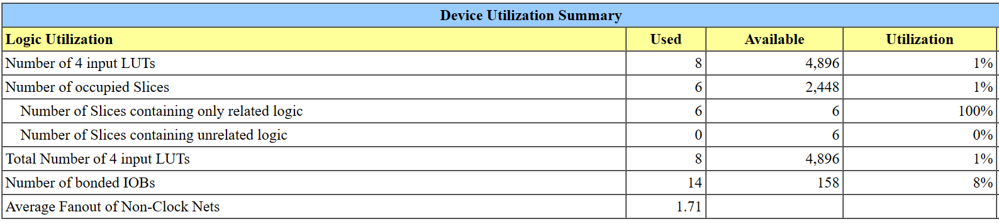 Device Utilization Summary
Logic Utilization Used Available Utilization
Number of 4 input LUTs 8 4,896 1%
Number of occupied Slices 6 2,448 1%
Number of Slices containing only related logic 6 6 100%
Number of Slices containing unrelated logic 0 6 0%
Total Number of 4 input LUTs 8 4,896 1%
Number of bonded IOBs 14 158 8%
Average Fanout of Non-Clock Nets 1.71